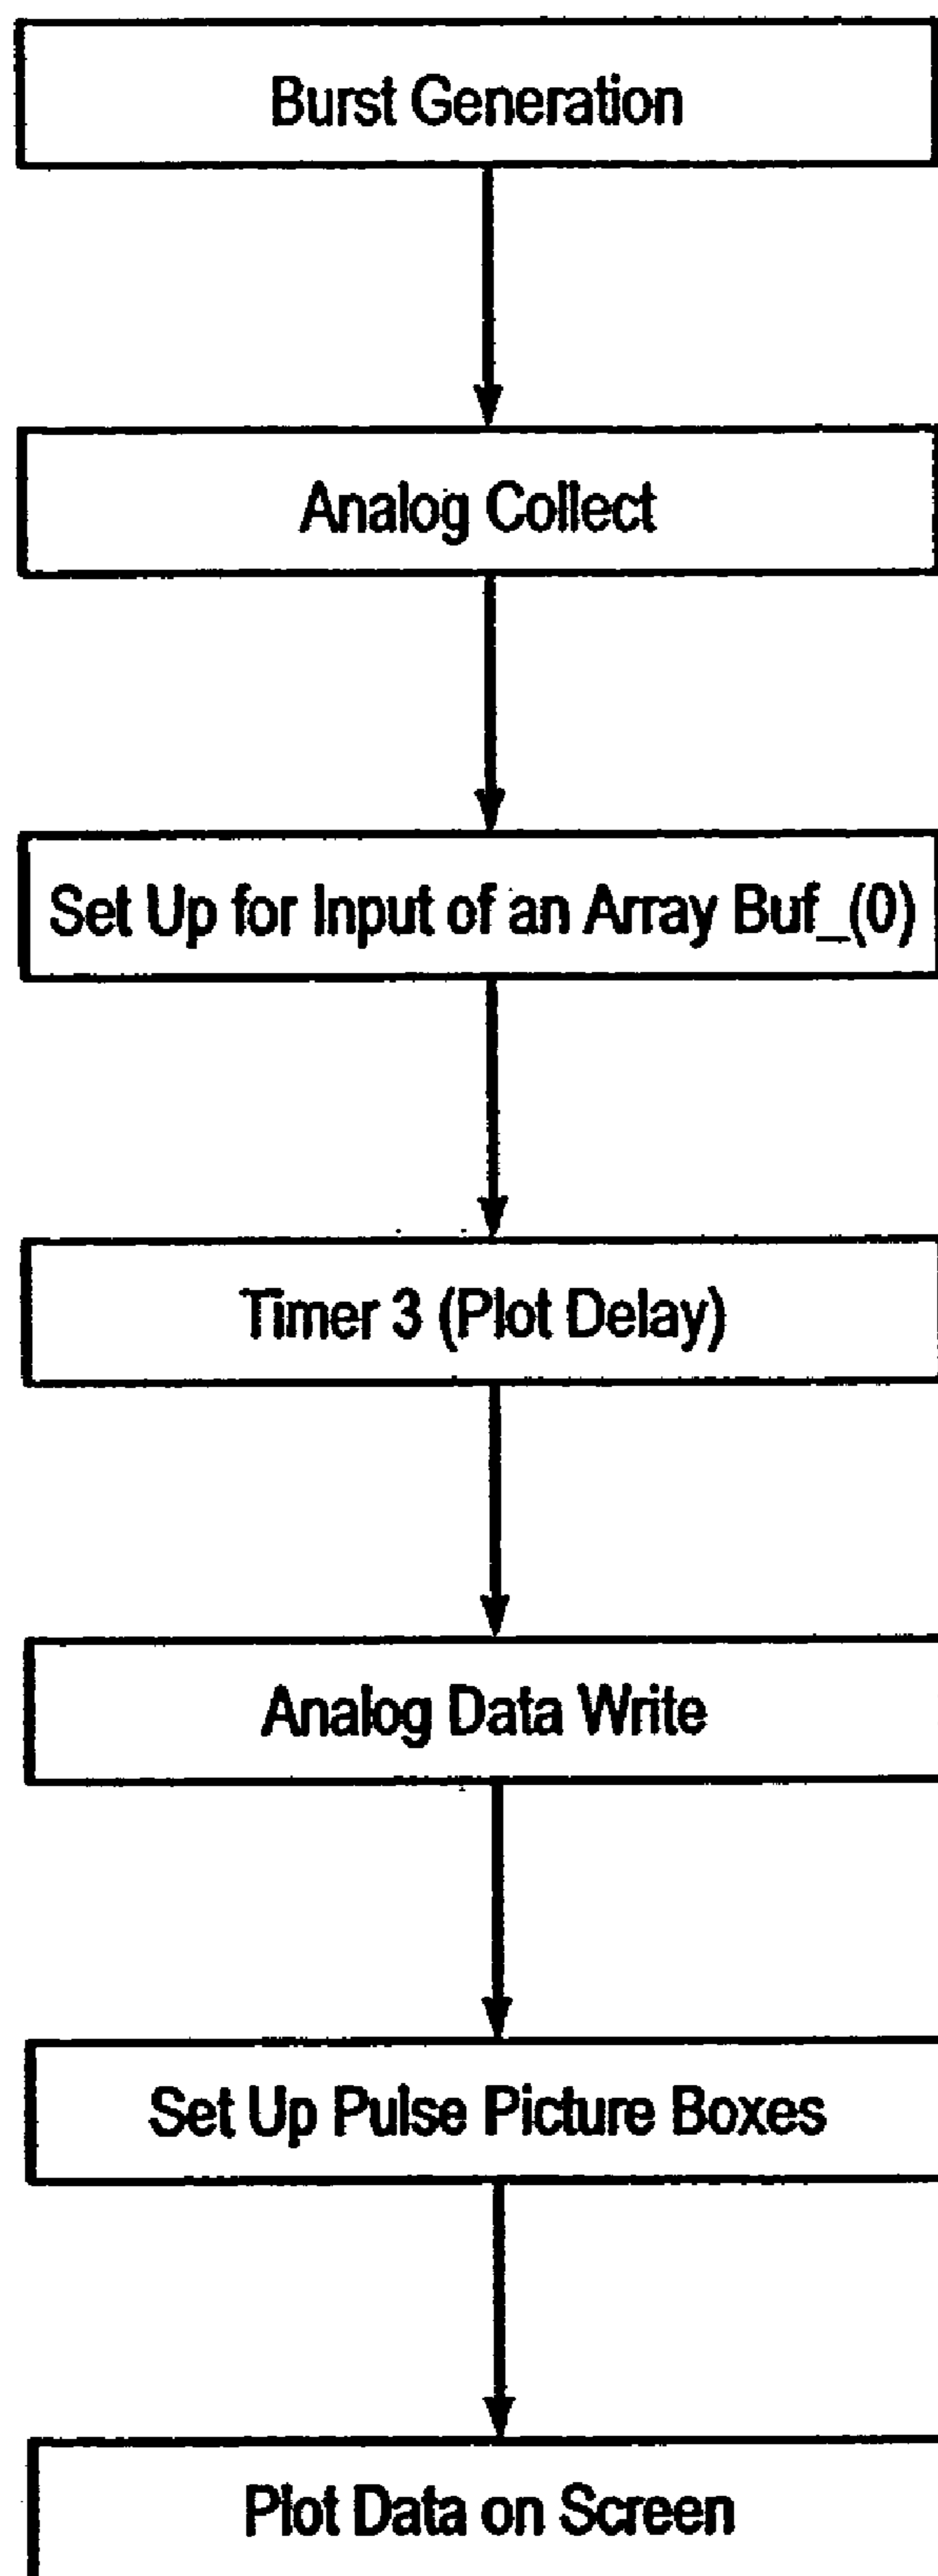 Burst Generation
Analog Collect
Set Up for Input of an Array Buf_(0)
Timer 3 (Plot Delay)
Analog Data Write
Set Up Pulse Picture Boxes
Plot Data on Screen